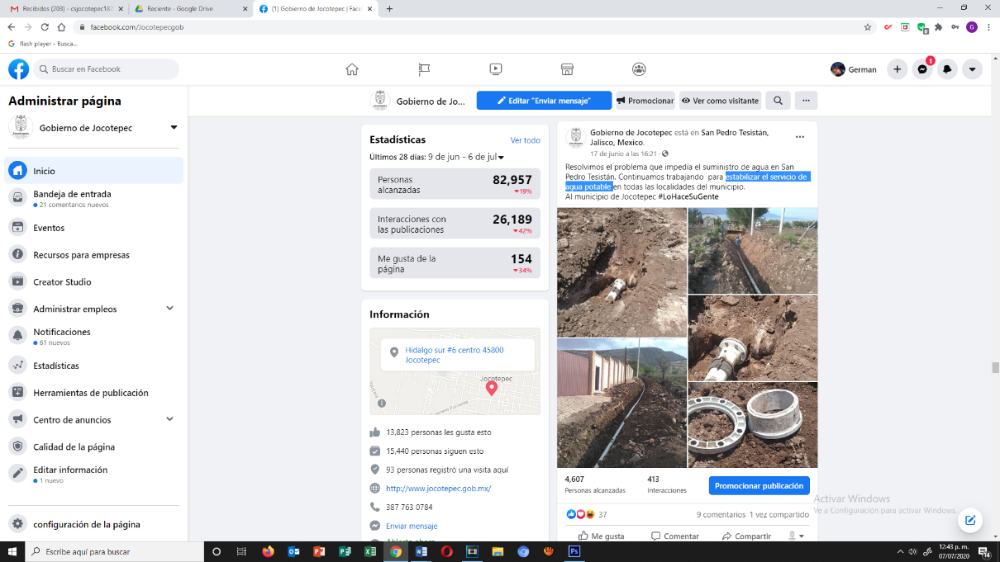 Recibidos (203) - csjocotepec182
Reciente - Google Drive
(1) Gobierno de Jocotepec | Face
facebook.com/Jocotepecgob
flash player - Busca...
Buscar en Facebook
German
1
Administrar página
Gobierno de Jocotepec
Inicio
Bandeja de entrada
21 comentarios nuevos
Eventos
Recursos para empresas
Creator Studio
Administrar empleos
Notificaciones
61 nuevos
Estadísticas
Herramientas de publicación
Centro de anuncios
Calidad de la página
Editar información
1 nuevo
configuración de la página
Gobierno de Jo...
Editar "Enviar mensaje"
Promocionar
Ver como visitante
Estadísticas
Ver todo
Últimos 28 días: 9 de jun - 6 de jul
Personas alcanzadas
82,957
19%
Interacciones con las publicaciones
26,189
42%
Me gusta de la página
154
34%
Información
Hidalgo sur #6 centro 45800
Jocotepec
Jocotepec
13,823 personas les gusta esto
15,440 personas siguen esto
93 personas registró una visita aquí
http://www.jocotepec.gob.mx/
387 763 0784
Enviar mensaje
Abierto ahora
Gobierno de Jocotepec está en San Pedro Tesistán,
Jalisco, Mexico.
17 de junio a las 16:21 ·
Resolvimos el problema que impedía el suministro de agua en San
Pedro Tesistán. Continuamos trabajando para estabilizar el servicio de
agua potable en todas las localidades del municipio.
Al municipio de Jocotepec #LoHaceSuGente
4,607
Personas alcanzadas
413
Interacciones
Promocionar publicación
37
9 comentarios 1 vez compartido
Me gusta
Comentar
Compartir
Activar Windows
Ve a Configuración para activar Windows.
Escribe aquí para buscar
12:43 p. m.
07/07/2020
14